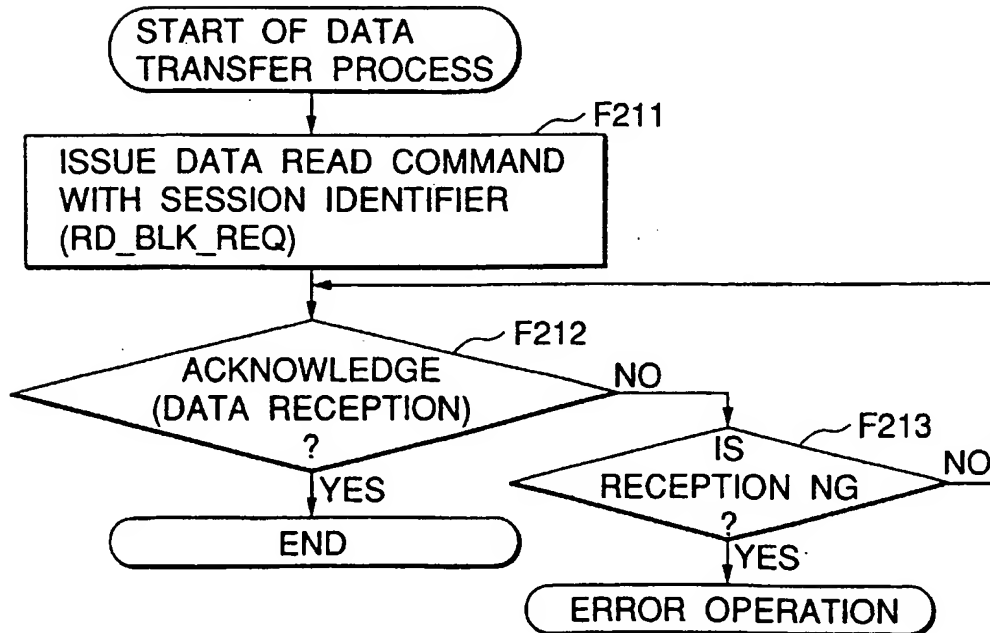 START OF DATA
TRANSFER PROCESS
F211
ISSUE DATA READ COMMAND
WITH SESSION IDENTIFIER
(RD_BLK_REQ)
F212
ACKNOWLEDGE
(DATA RECEPTION)
?
NO
YES
END
F213
IS
RECEPTION NG
?
NO
YES
ERROR OPERATION